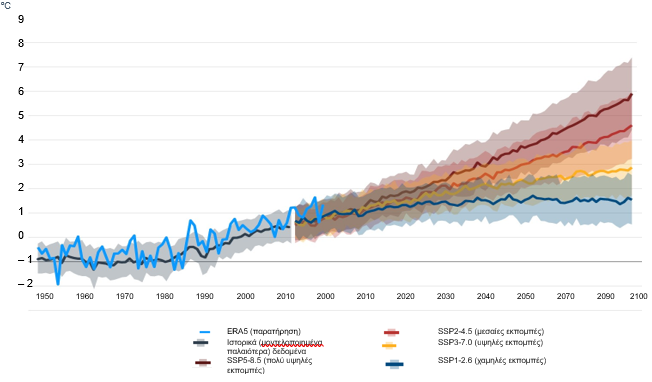 °C
9
8
7
6
5
4
3
2
1
0
– 1
– 2
1950 1960 1970 1980 1990 2000 2010 2000 2010 2020 2030 2040 2050 2060 2070 2090 2100
ERA5 (παρατήρηση)
Ιστορικά (μοντελοποιημένα
παλαιότερα) δεδομένα
SSP5-8.5 (πολύ υψηλές
εκπομπές)
SSP2-4.5 (μεσαίες εκπομπές)
SSP3-7.0 (υψηλές εκπομπές)
SSP1-2.6 (χαμηλές εκπομπές)